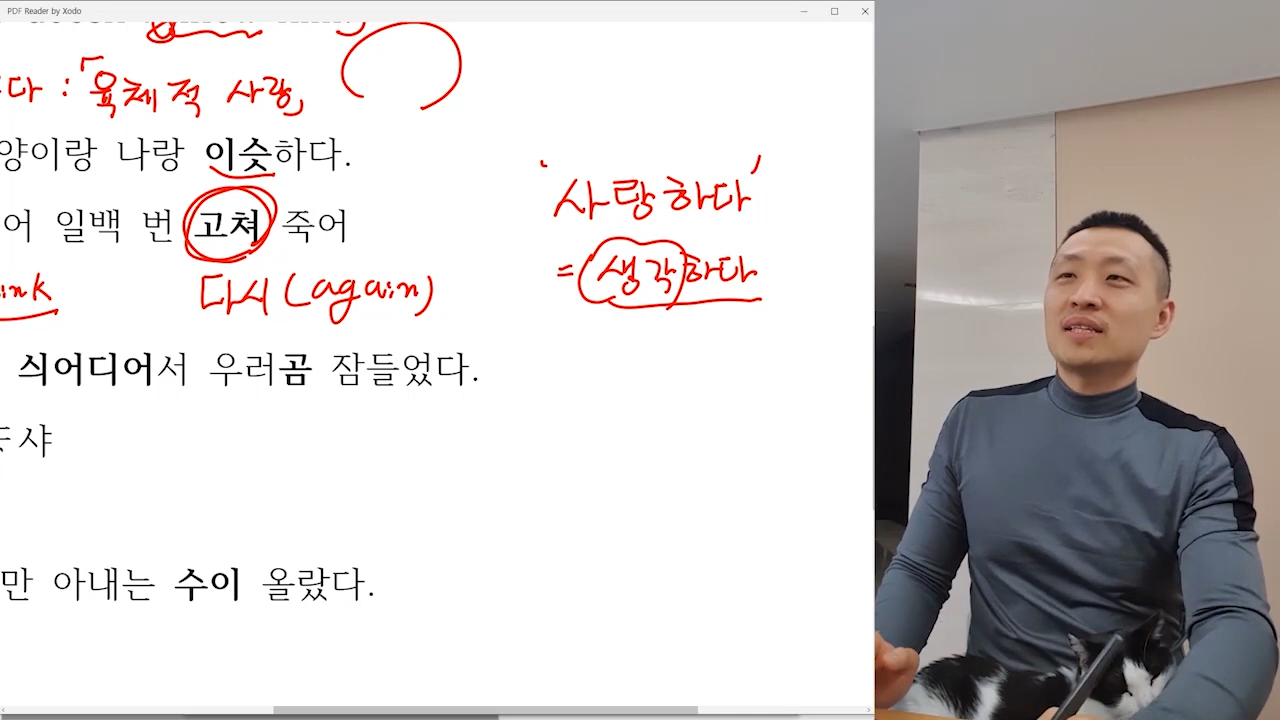 PDF Reader by Xodo
다 : 「육체적 사랑」
양이랑 나랑 이슷하다.
'사랑하다'
어 일백 번 고쳐 죽어
= 생각하다
다시 (again)
싀어디어서 우러곰 잠들었다.
샤
만 아내는 수이 올랐다.